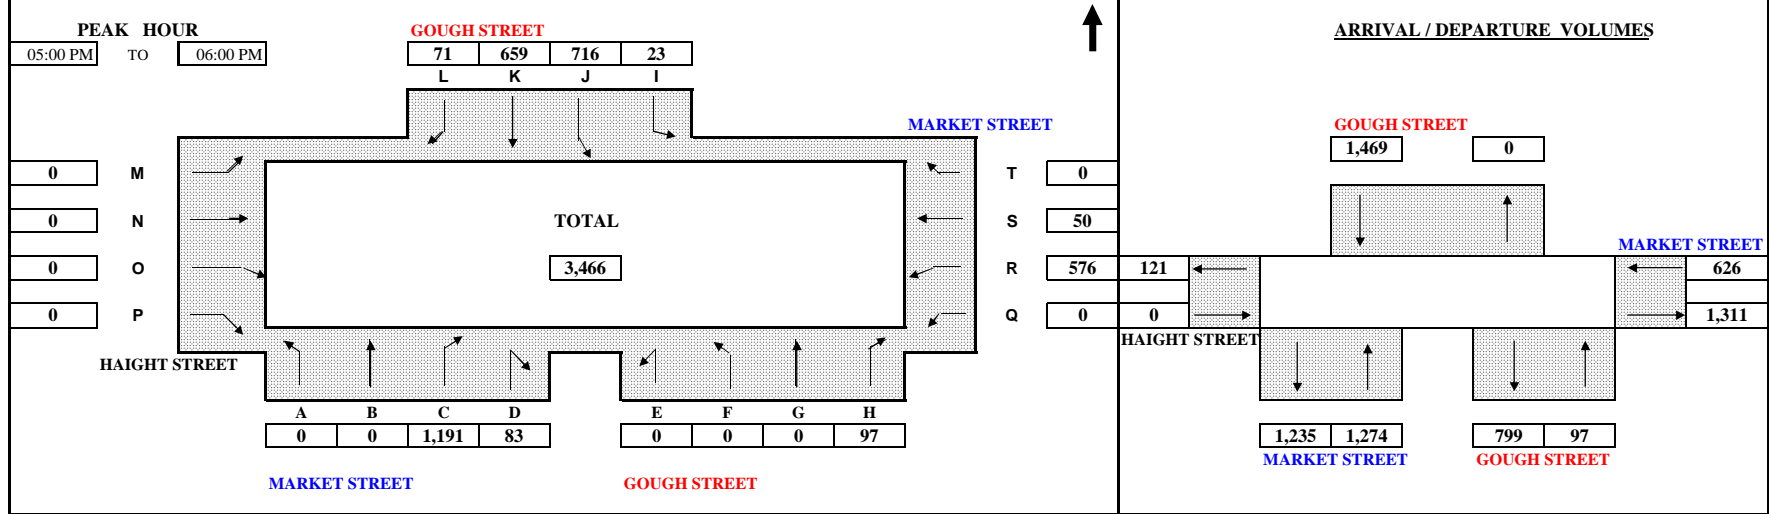 PEAK HOUR
05:00 PM TO 06:00 PM
GOUGH STREET
71 659 716 23
L K J I
MARKET STREET
0 M
0 N
0 O
0 P
TOTAL
3,466
T 0
S 50
R 576
Q 0
HAIGHT STREET
A B C D
0 0 1,191 83
MARKET STREET
E F G H
0 0 0 97
GOUGH STREET
ARRIVAL / DEPARTURE VOLUMES
GOUGH STREET
1,469 0
MARKET STREET
121
0
HAIGHT STREET
626
1,311
1,235 1,274
MARKET STREET
799 97
GOUGH STREET